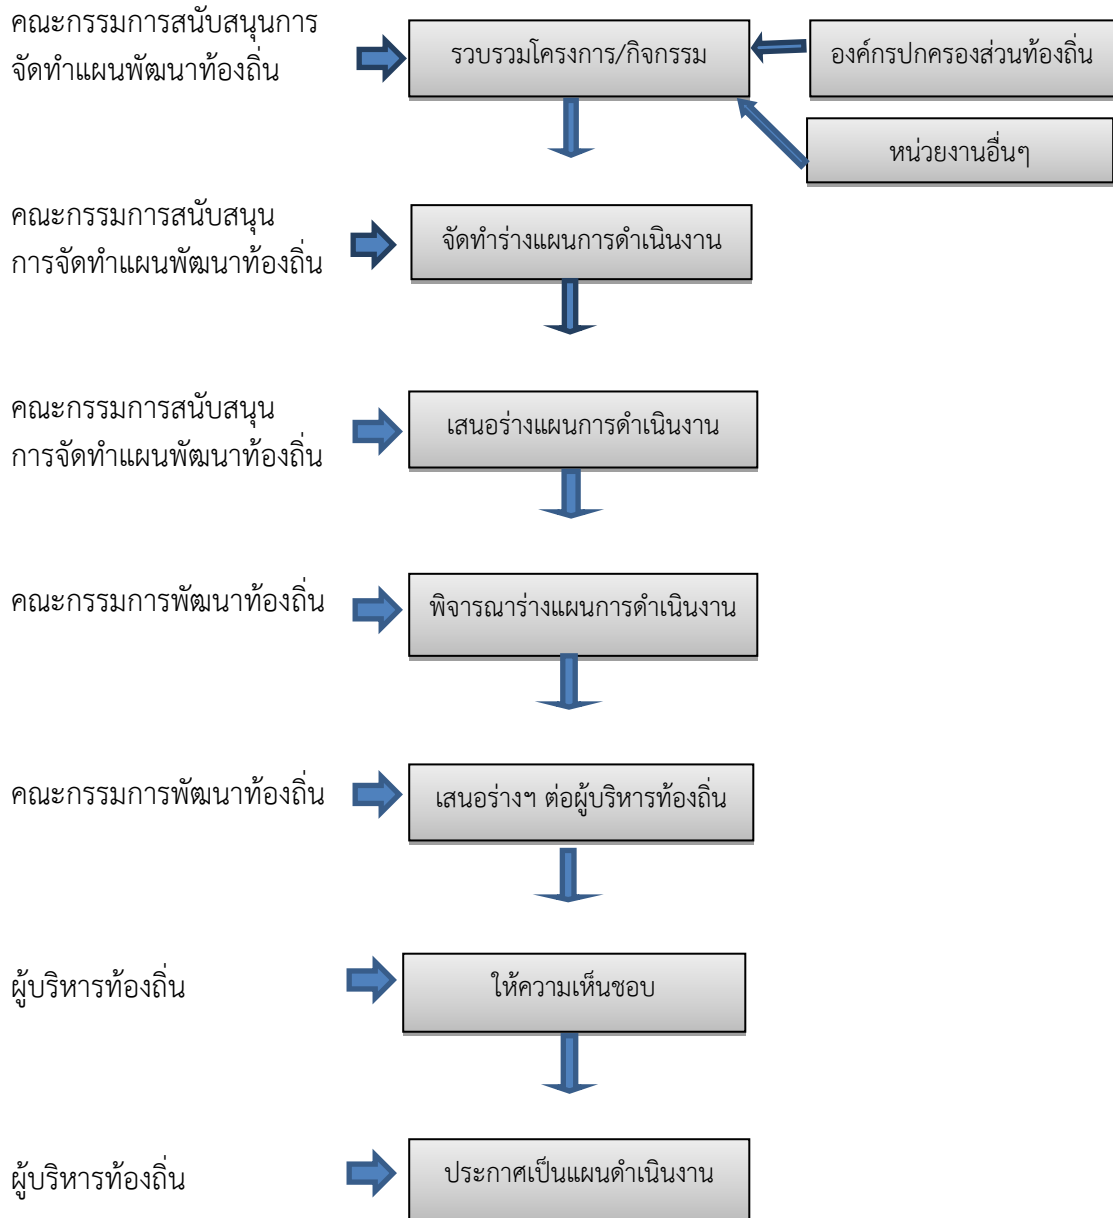 คณะกรรมการสนับสนุนการ
จัดทำแผนพัฒนาท้องถิ่น
รวบรวมโครงการ/กิจกรรม
องค์กรปกครองส่วนท้องถิ่น
หน่วยงานอื่นๆ
คณะกรรมการสนับสนุน
การจัดทำแผนพัฒนาท้องถิ่น
จัดทำร่างแผนการดำเนินงาน
คณะกรรมการสนับสนุน
การจัดทำแผนพัฒนาท้องถิ่น
เสนอร่างแผนการดำเนินงาน
คณะกรรมการพัฒนาท้องถิ่น
พิจารณาร่างแผนการดำเนินงาน
คณะกรรมการพัฒนาท้องถิ่น
เสนอร่างฯ ต่อผู้บริหารท้องถิ่น
ผู้บริหารท้องถิ่น
ให้ความเห็นชอบ
ผู้บริหารท้องถิ่น
ประกาศเป็นแผนดำเนินงาน